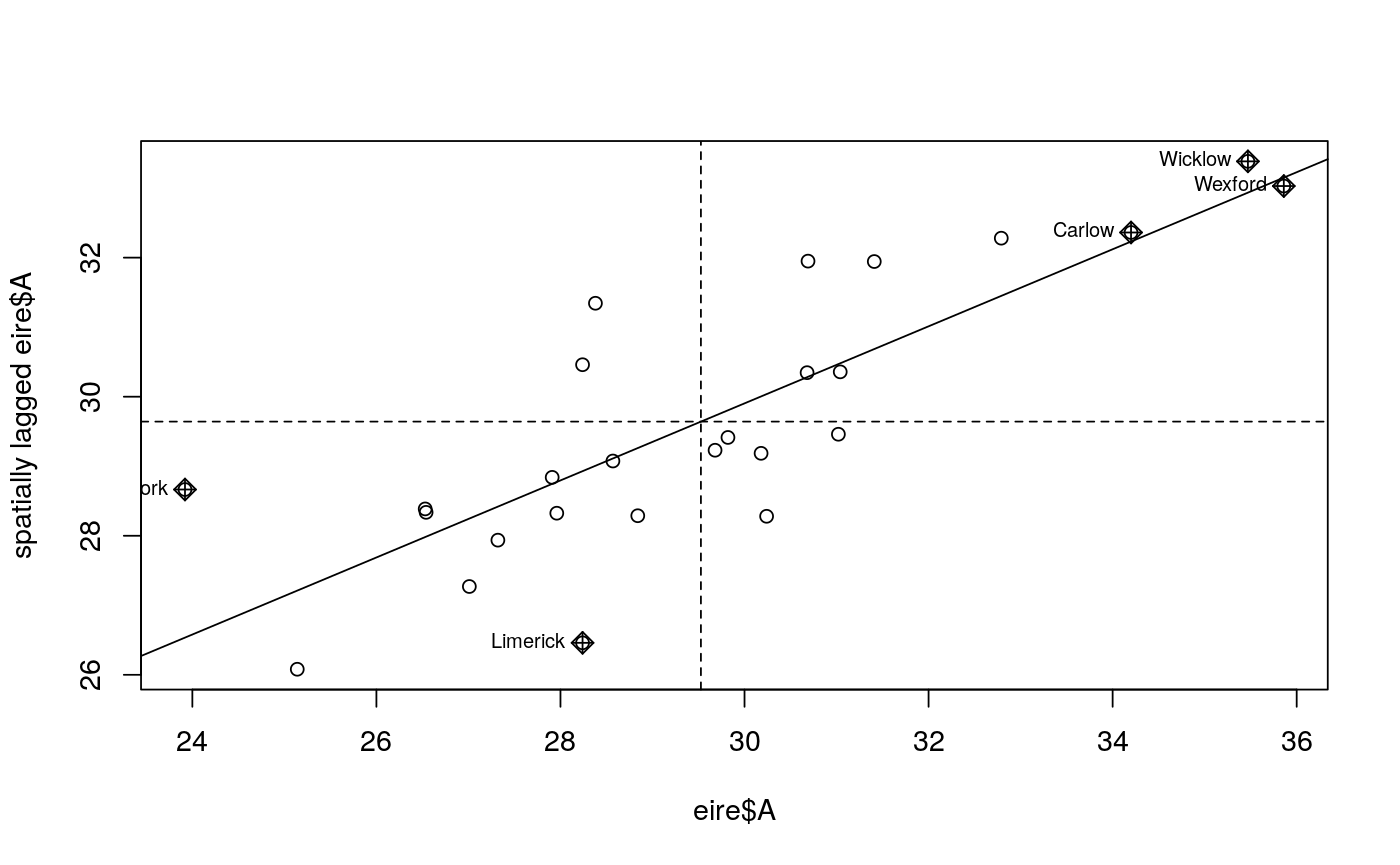 Wicklow
Wexford
Carlow
ork
Limerick
spatially lagged eire$A
32
30
28
26
24 26 28 30 32 34 36
eire$A